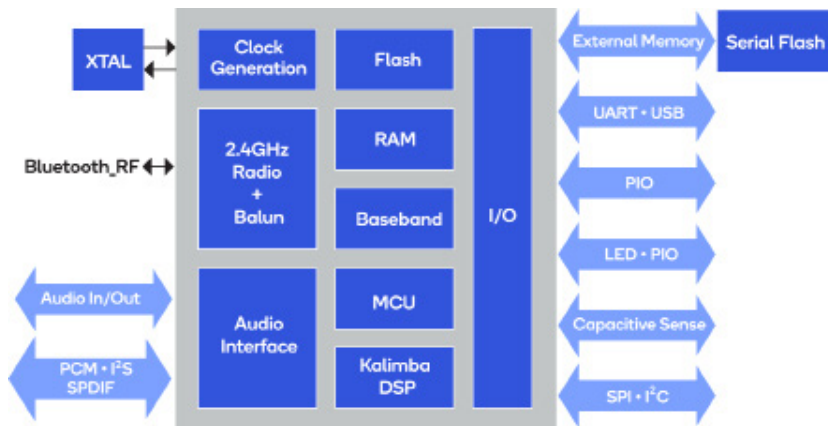 XTAL
Clock
Generation
Flash
External Memory
Serial Flash
UART • USB
Bluetooth_RF
2.4GHz
Radio
+
Balun
RAM
PIO
Baseband
I/O
LED • PIO
Audio In/Out
Audio
Interface
MCU
Capacitive Sense
PCM • I²S
SPDIF
Kalimba
DSP
SPI • I²C